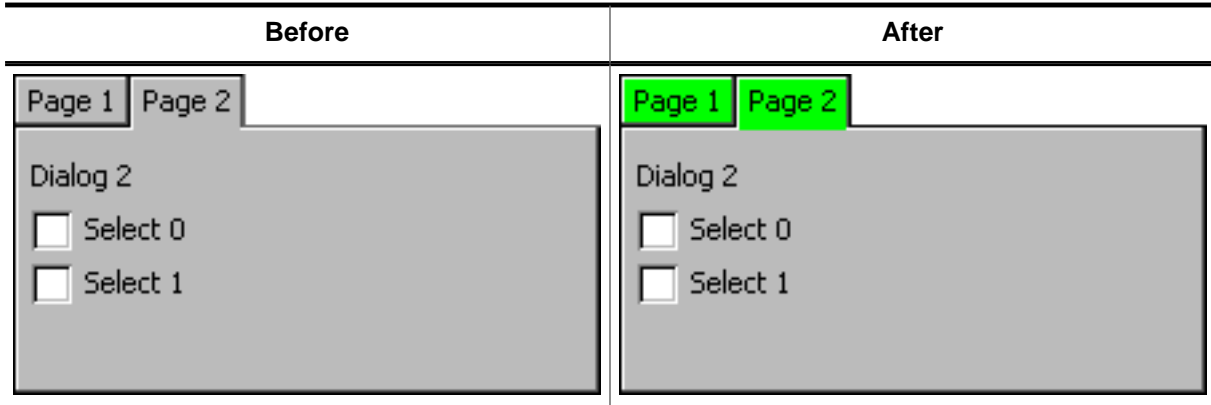 Before After
Page 1 Page 2 Page 1 Page 2
Dialog 2 Dialog 2
Select 0 Select 0
Select 1 Select 1